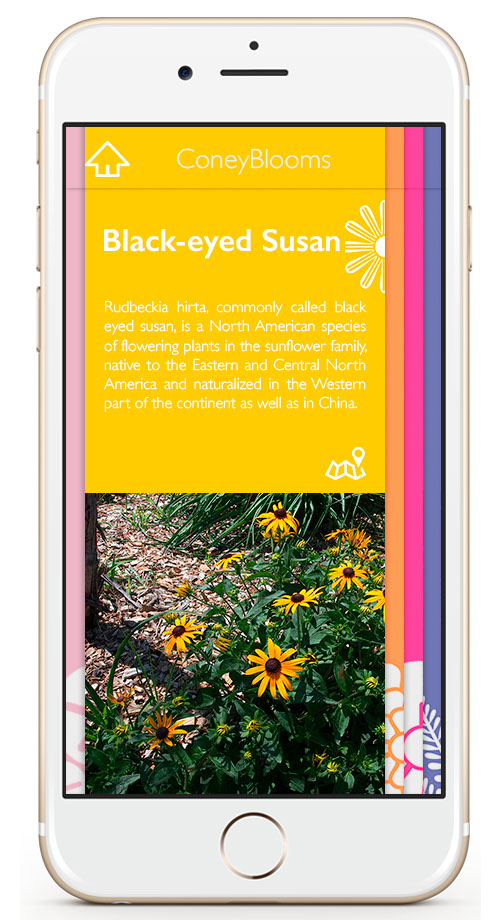 ConeyBlooms
Black-eyed Susan
Rudbeckia hirta, commonly called black
eyed susan, is a North American species
of flowering plants in the sunflower family,
native to the Eastern and Central North
America and naturalized in the Western
part of the continent as well as in China.